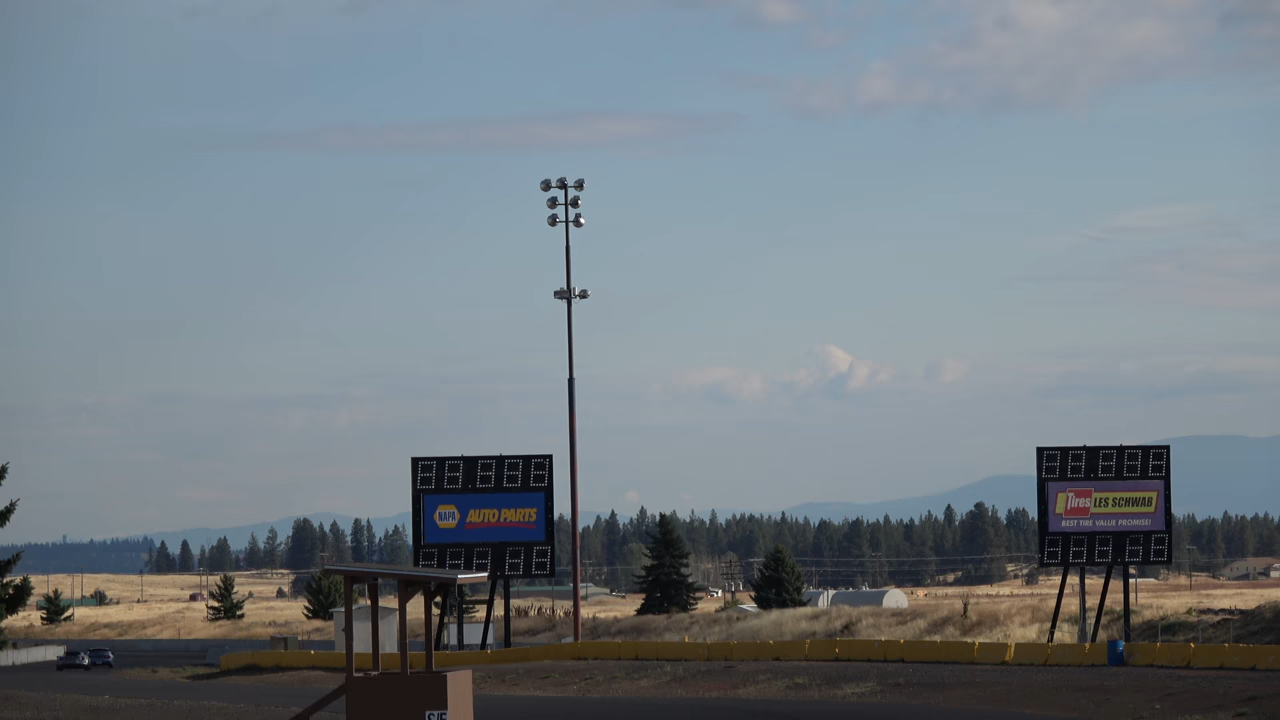 NAPA AUTO PARTS
Tires LES SCHWAB
BEST TIRE VALUE PROMISE!
S/F